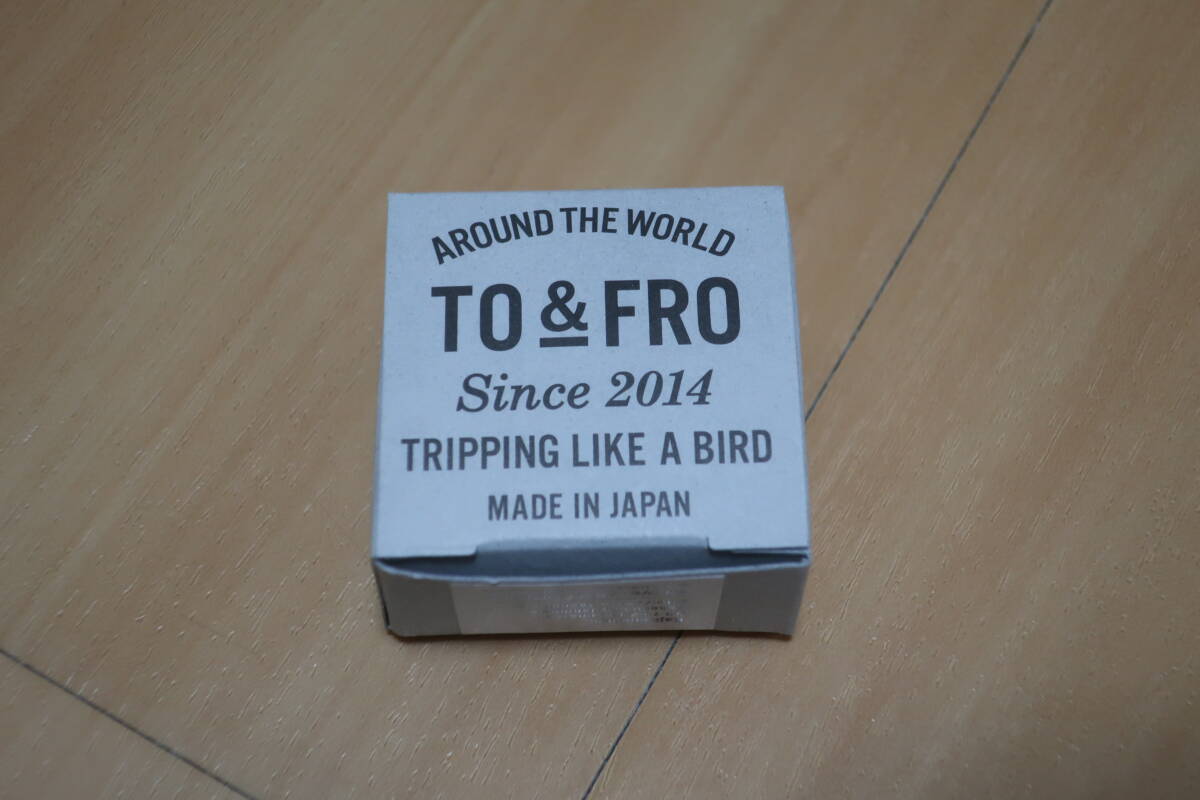 AROUND THE WORLD
TO & FRO
Since 2014
TRIPPING LIKE A BIRD
MADE IN JAPAN